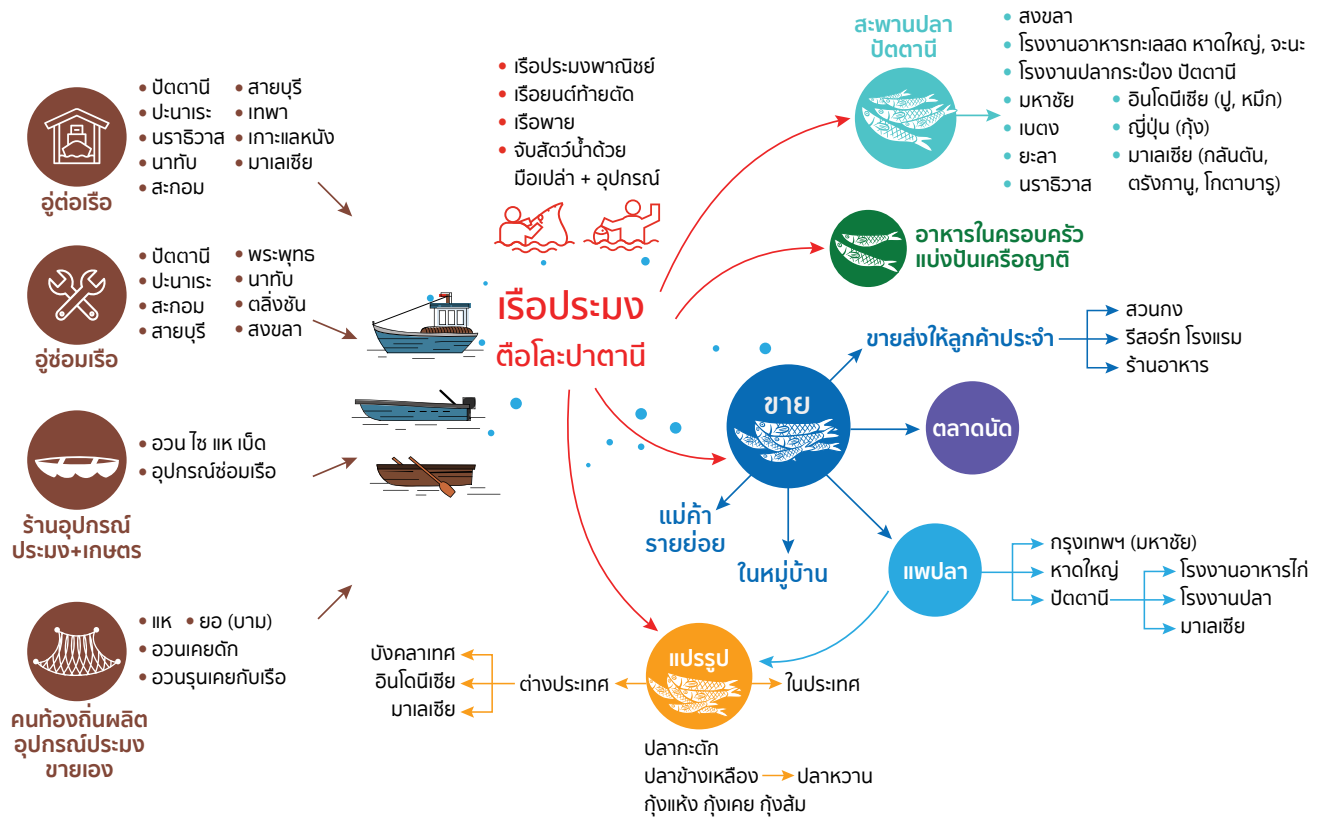 • ปัตตานี
• ปะนาเระ
• นราธิวาส
• นาทับ
• สะกอม
• สายบุรี
• เทพา
• เกาะแลหนัง
• มาเลเซีย
อู่ต่อเรือ
• ปัตตานี
• ปะนาเระ
• สะกอม
• สายบุรี
• พระพุทธ
• นาทับ
• ตลิ่งชัน
• สงขลา
อู่ซ่อมเรือ
• อวน ไซ แห เบ็ด
• อุปกรณ์ซ่อมเรือ
ร้านอุปกรณ์
ประมง+เกษตร
• แห • ยอ (บาม)
• อวนเคยดัก
• อวนรุนเคยกับเรือ
คนท้องถิ่นผลิต
อุปกรณ์ประมง
ขายเอง
• เรือประมงพาณิชย์
• เรือยนต์ท้ายตัด
• เรือพาย
• จับสัตว์น้ำด้วย
มือเปล่า + อุปกรณ์
เรือประมง
ตือโละปาตานี
สะพานปลา
ปัตตานี
• สงขลา
• โรงงานอาหารทะเลสด หาดใหญ่, จะนะ
• โรงงานปลากระป๋อง ปัตตานี
• มหาชัย
• เบตง
• ยะลา
• นราธิวาส
• อินโดนีเซีย (ปู, หมึก)
• ญี่ปุ่น (กุ้ง)
• มาเลเซีย (กลันตัน,
ตรังกานู, โกตาบารู)
อาหารในครอบครัว
แบ่งปันเครือญาติ
ขาย
ขายส่งให้ลูกค้าประจำ
สวนกง
รีสอร์ท โรงแรม
ร้านอาหาร
ตลาดนัด
แม่ค้า
รายย่อย
ในหมู่บ้าน
แพปลา
กรุงเทพฯ (มหาชัย)
หาดใหญ่
ปัตตานี
โรงงานอาหารไก่
โรงงานปลา
มาเลเซีย
แปรรูป
ในประเทศ
ต่างประเทศ
บังคลาเทศ
อินโดนีเซีย
มาเลเซีย
ปลากะตัก
ปลาข้างเหลือง ปลาหวาน
กุ้งแห้ง กุ้งเคย กุ้งส้ม